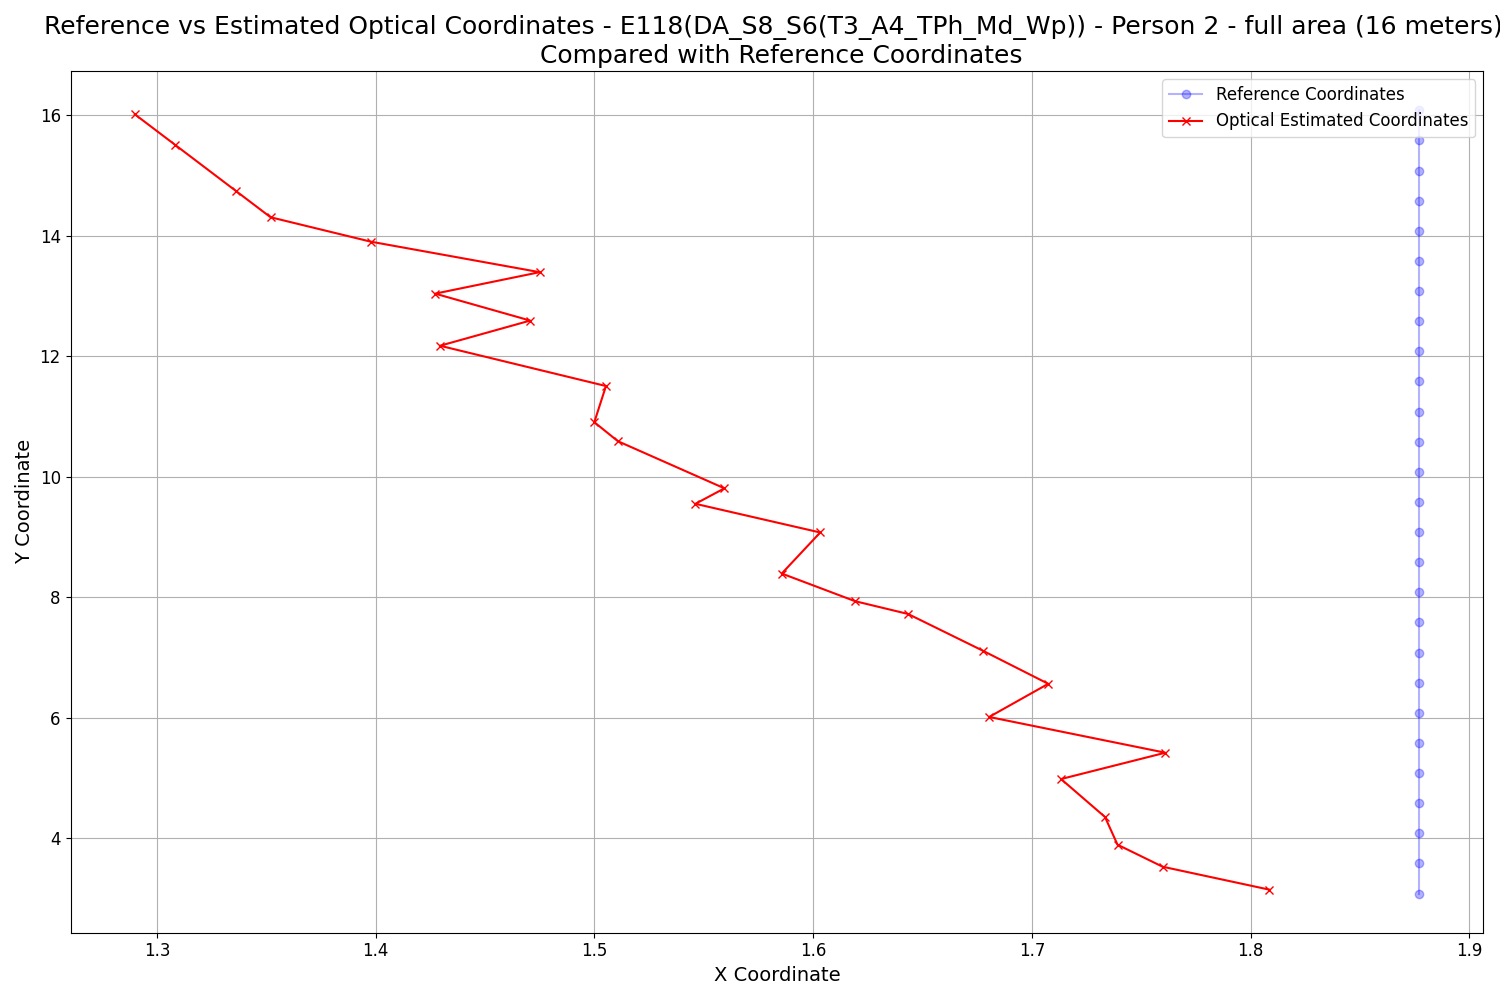 Reference vs Estimated Optical Coordinates - E118(DA_S8_S6(T3_A4_TPh_Md_Wp)) - Person 2 - full area (16 meters)
Compared with Reference Coordinates
Reference Coordinates
Optical Estimated Coordinates
16
14
12
10
8
6
4
Y Coordinate
1.3
1.4
1.5
1.6
1.7
1.8
1.9
X Coordinate